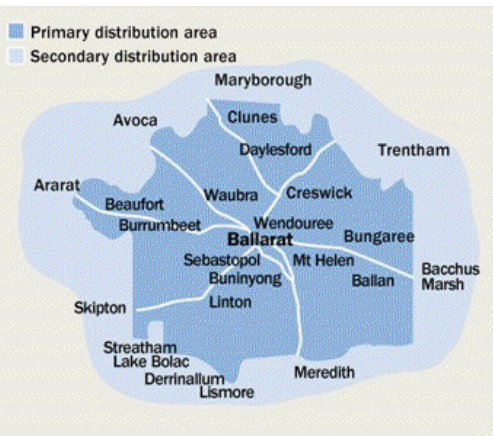 Primary distribution area
Secondary distribution area
Maryborough
Avoca
Clunes
Daylesford
Trentham
Ararat
Beaufort
Waubra
Creswick
Burrumbeet
Wendouree
Ballarat
Bungaree
Sebastopol
Mt Helen
Buninyong
Ballan
Bacchus
Marsh
Skipton
Linton
Streatham
Lake Bolac
Derrinallum
Lismore
Meredith